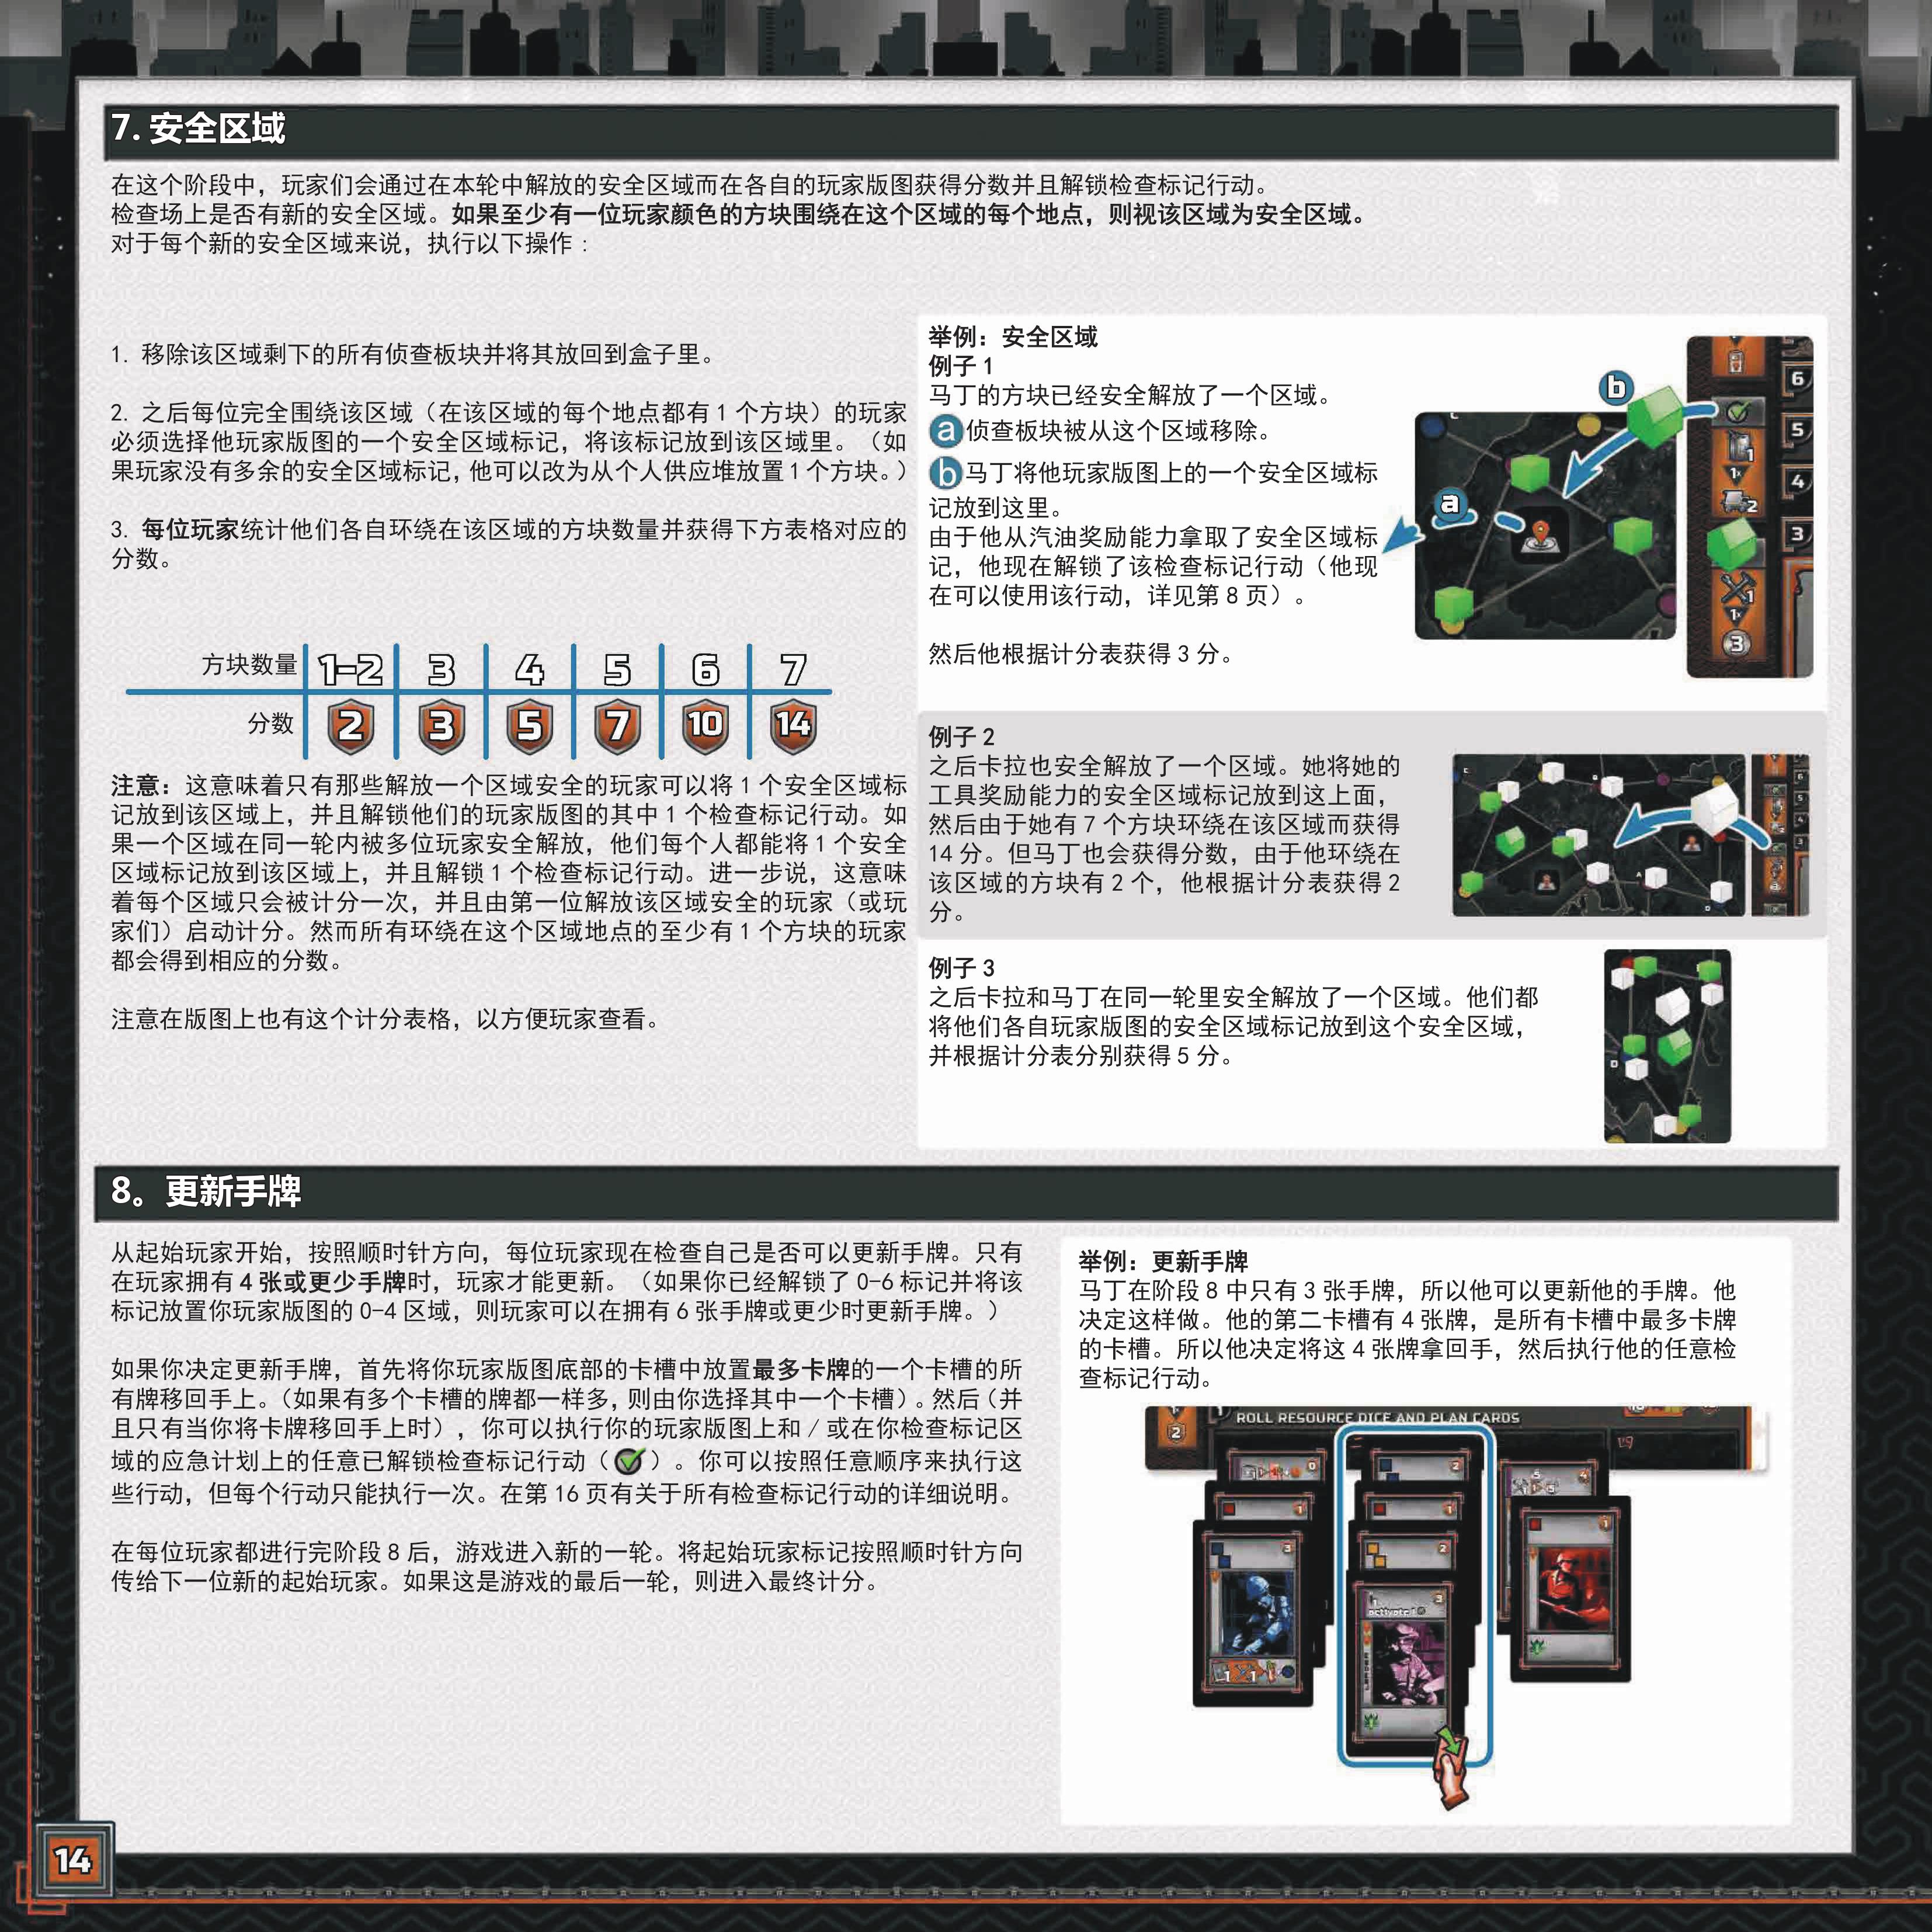 7. 安全区域
在这个阶段中，玩家们会通过在本轮中解放的安全区域而在各自的玩家版图获得分数并且解锁检查标记行动。
检查场上是否有新的安全区域。如果至少有一位玩家颜色的方块围绕在这个区域的每个地点，则视该区域为安全区域。
对于每个新的安全区域来说，执行以下操作：
1. 移除该区域剩下的所有侦查板块并将其放回到盒子里。
2. 之后每位完全围绕该区域（在该区域的每个地点都有 1 个方块）的玩家
必须选择他玩家版图的一个安全区域标记，将该标记放到该区域里。（如
果玩家没有多余的安全区域标记，他可以改为从个人供应堆放置 1 个方块。）
3. 每位玩家统计他们各自环绕在该区域的方块数量并获得下方表格对应的
分数。
方块数量 1-2 3 4 5 6 7
分数 2 3 5 7 10 14
注意：这意味着只有那些解放一个区域安全的玩家可以将 1 个安全区域标
记放到该区域上，并且解锁他们的玩家版图的其中 1 个检查标记行动。如
果一个区域在同一轮内被多位玩家安全解放，他们每个人都能将 1 个安全
区域标记放到该区域上，并且解锁 1 个检查标记行动。进一步说，这意味
着每个区域只会被计分一次，并且由第一位解放该区域安全的玩家（或玩
家们）启动计分。然而所有环绕在这个区域地点的至少有 1 个方块的玩家
都会得到相应的分数。
注意在版图上也有这个计分表格，以方便玩家查看。
举例：安全区域
例子 1
马丁的方块已经安全解放了一个区域。
a 侦查板块被从这个区域移除。
b 马丁将他玩家版图上的一个安全区域标
记放到这里。
由于他从汽油奖励能力拿取了安全区域标
记，他现在解锁了该检查标记行动（他现
在可以使用该行动，详见第 8 页）。
然后他根据计分表获得 3 分。
a
b
6
5
4
3
1
1x
2
1
1x
3
例子 2
之后卡拉也安全解放了一个区域。她将她的
工具奖励能力的安全区域标记放到这上面，
然后由于她有 7 个方块环绕在该区域而获得
14 分。但马丁也会获得分数，由于他环绕在
该区域的方块有 2 个，他根据计分表获得 2
分。
例子 3
之后卡拉和马丁在同一轮里安全解放了一个区域。他们都
将他们各自玩家版图的安全区域标记放到这个安全区域，
并根据计分表分别获得 5 分。
8。更新手牌
从起始玩家开始，按照顺时针方向，每位玩家现在检查自己是否可以更新手牌。只有
在玩家拥有 4 张或更少手牌时，玩家才能更新。（如果你已经解锁了 0-6 标记并将该
标记放置你玩家版图的 0-4 区域，则玩家可以在拥有 6 张手牌或更少时更新手牌。）
如果你决定更新手牌，首先将你玩家版图底部的卡槽中放置最多卡牌的一个卡槽的所
有牌移回手上。（如果有多个卡槽的牌都一样多，则由你选择其中一个卡槽）。然后（并
且只有当你将卡牌移回手上时），你可以执行你的玩家版图上和 / 或在你检查标记区
域的应急计划上的任意已解锁检查标记行动（ ）。你可以按照任意顺序来执行这
些行动，但每个行动只能执行一次。在第 16 页有关于所有检查标记行动的详细说明。
在每位玩家都进行完阶段 8 后，游戏进入新的一轮。将起始玩家标记按照顺时针方向
传给下一位新的起始玩家。如果这是游戏的最后一轮，则进入最终计分。
举例：更新手牌
马丁在阶段 8 中只有 3 张手牌，所以他可以更新他的手牌。他
决定这样做。他的第二卡槽有 4 张牌，是所有卡槽中最多卡牌
的卡槽。所以他决定将这 4 张牌拿回手，然后执行他的任意检
查标记行动。
1 ROLL RESOURCE DICE AND PLAN CARDS
2
14